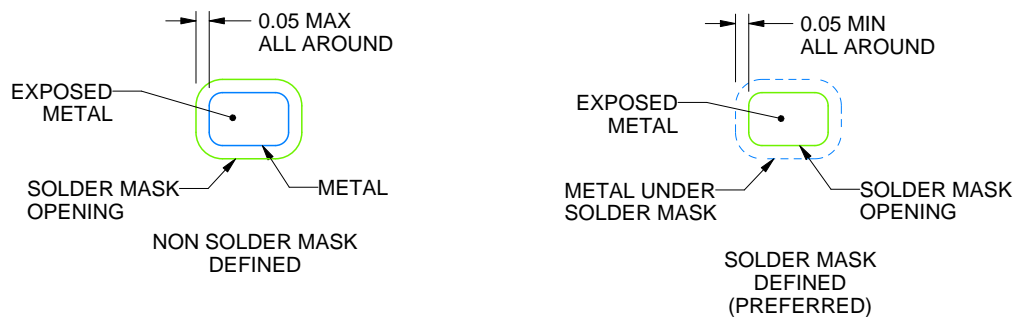 0.05 MAX
ALL AROUND
EXPOSED
METAL
SOLDER MASK
OPENING
METAL
NON SOLDER MASK
DEFINED
0.05 MIN
ALL AROUND
EXPOSED
METAL
METAL UNDER
SOLDER MASK
SOLDER MASK
OPENING
SOLDER MASK
DEFINED
(PREFERRED)